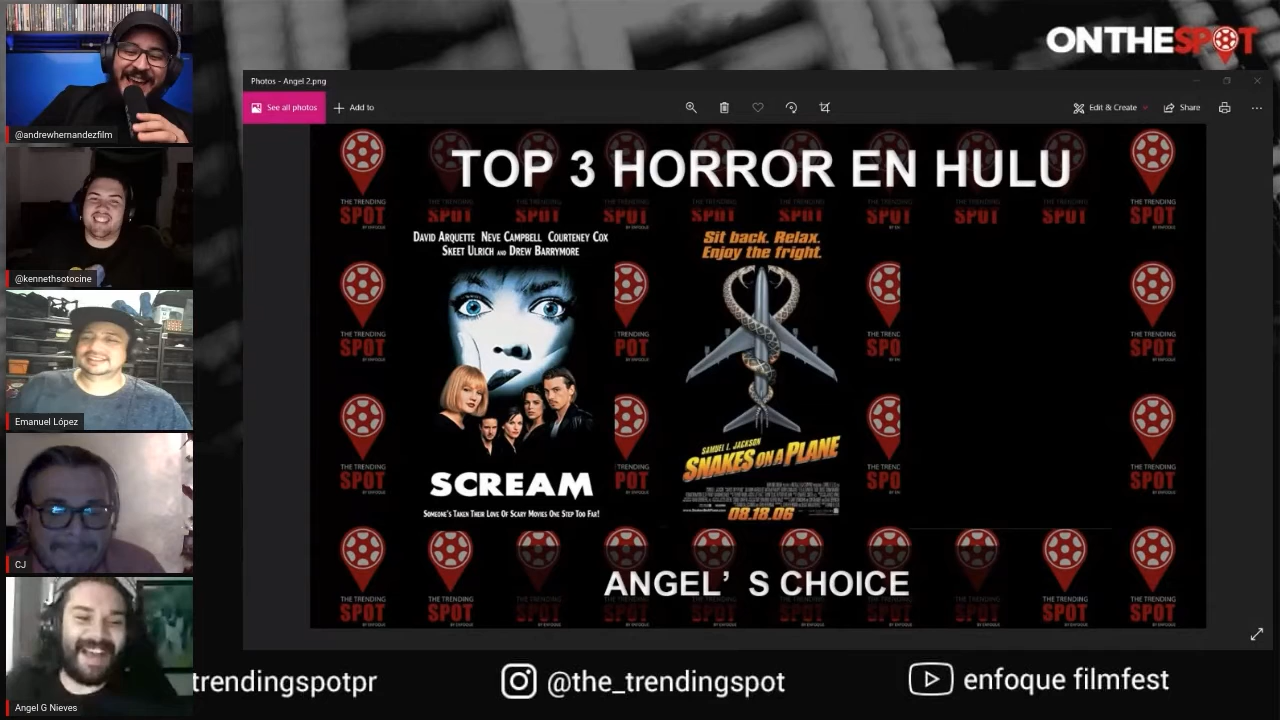 @andrewhernandezfilm
@kennethsotocine
Emanuel López
CJ
Angel G Nieves
ONTHESPOT
Photos - Angel 2.png
See all photos
Add to
Edit & Create
Share
TOP 3 HORROR EN HULU
THE TRENDING
SPOT
BY ENFOQUE
DAVID ARQUETTE NEVE CAMPBELL COURTENEY COX
SKEET ULRICH AND DREW BARRYMORE
SCREAM
SOMEONE'S TAKEN THEIR LOVE OF SCARY MOVIES ONE STEP TOO FAR!
Sit back. Relax.
Enjoy the fright.
SAMUEL L. JACKSON
SNAKES ON A PLANE
08.18.06
ANGEL’ S CHOICE
trendingspotpr
@the_trendingspot
enfoque filmfest